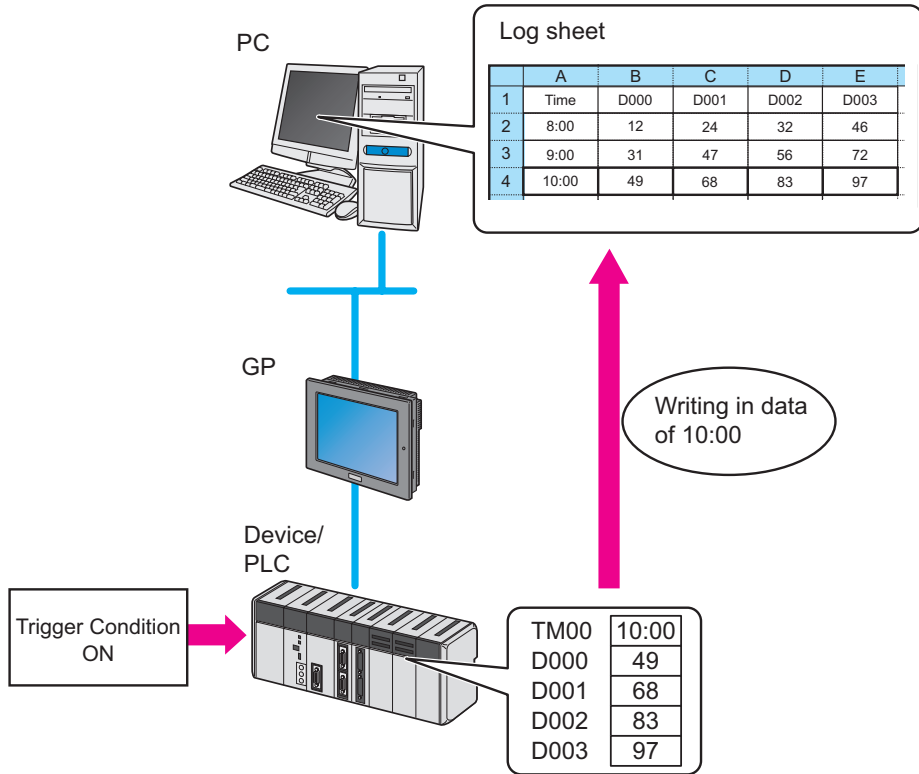 PC
Log sheet
A B C D E
1 Time D000 D001 D002 D003
2 8:00 12 24 32 46
3 9:00 31 47 56 72
4 10:00 49 68 83 97
GP
Writing in data
of 10:00
Device/
PLC
Trigger Condition
ON
TM00 10:00
D000 49
D001 68
D002 83
D003 97